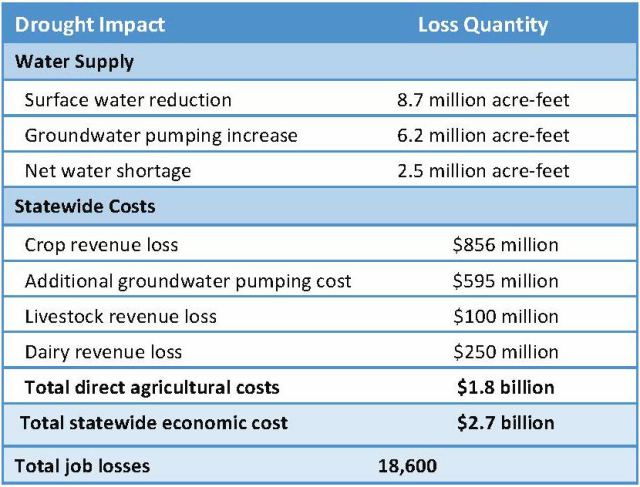 Drought Impact Loss Quantity
Water Supply
Surface water reduction 8.7 million acre-feet
Groundwater pumping increase 6.2 million acre-feet
Net water shortage 2.5 million acre-feet
Statewide Costs
Crop revenue loss $856 million
Additional groundwater pumping cost $595 million
Livestock revenue loss $100 million
Dairy revenue loss $250 million
Total direct agricultural costs $1.8 billion
Total statewide economic cost $2.7 billion
Total job losses 18,600